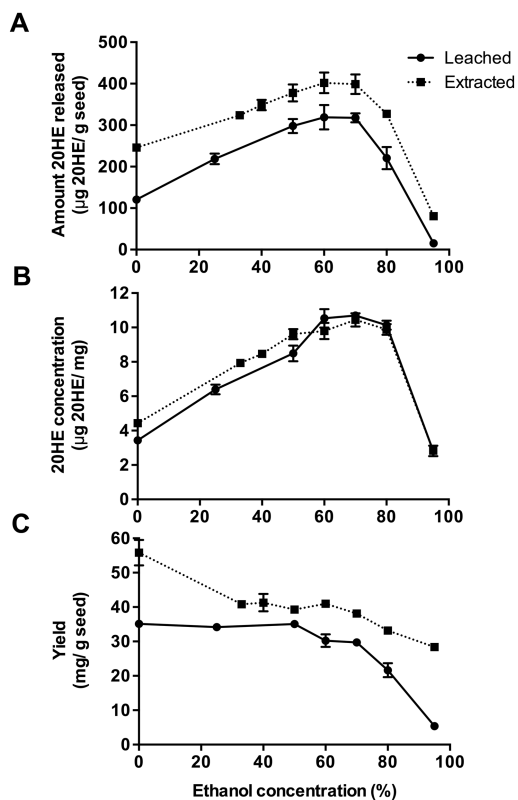 A
Amount 20HE released
(µg 20HE/ g seed)
500
400
300
200
100
0
0 20 40 60 80 100
Leached
Extracted
B
20HE concentration
(µg 20HE/ mg)
12
10
8
6
4
2
0
0 20 40 60 80 100
C
Yield
(mg/ g seed)
60
50
40
30
20
10
0
0 20 40 60 80 100
Ethanol concentration (%)